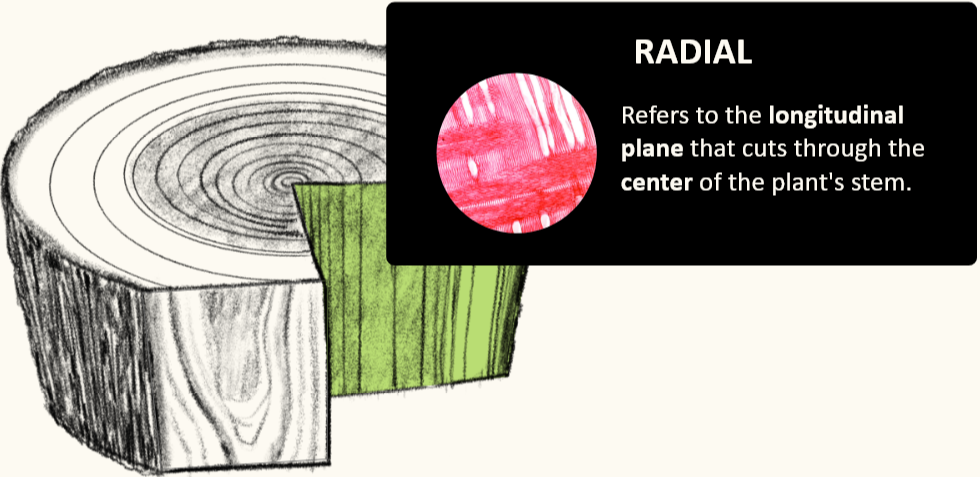 RADIAL
Refers to the longitudinal
plane that cuts through the
center of the plant's stem.